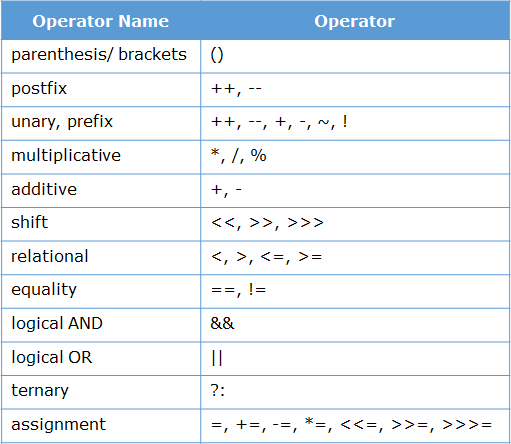 Operator Name Operator
parenthesis/ brackets ()
postfix ++, --
unary, prefix ++, --, +, -, ~, !
multiplicative *, /, %
additive +, -
shift <<, >>, >>>
relational <, >, <=, >=
equality ==, !=
logical AND &&
logical OR ||
ternary ?:
assignment =, +=, -=, *=, <<=, >>=, >>>=